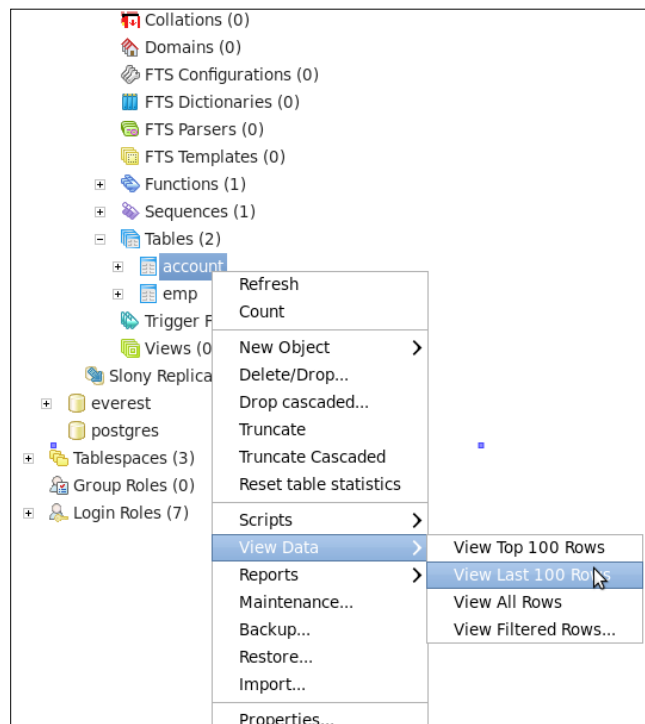 Collations (0)
Domains (0)
FTS Configurations (0)
FTS Dictionaries (0)
FTS Parsers (0)
FTS Templates (0)
Functions (1)
Sequences (1)
Tables (2)
account
emp
Trigger F
Views (0
Slony Replica
everest
postgres
Tablespaces (3)
Group Roles (0)
Login Roles (7)
Refresh
Count
New Object
Delete/Drop...
Drop cascaded...
Truncate
Truncate Cascaded
Reset table statistics
Scripts
View Data
Reports
Maintenance...
Backup...
Restore...
Import...
Properties...
View Top 100 Rows
View Last 100 Rows
View All Rows
View Filtered Rows...